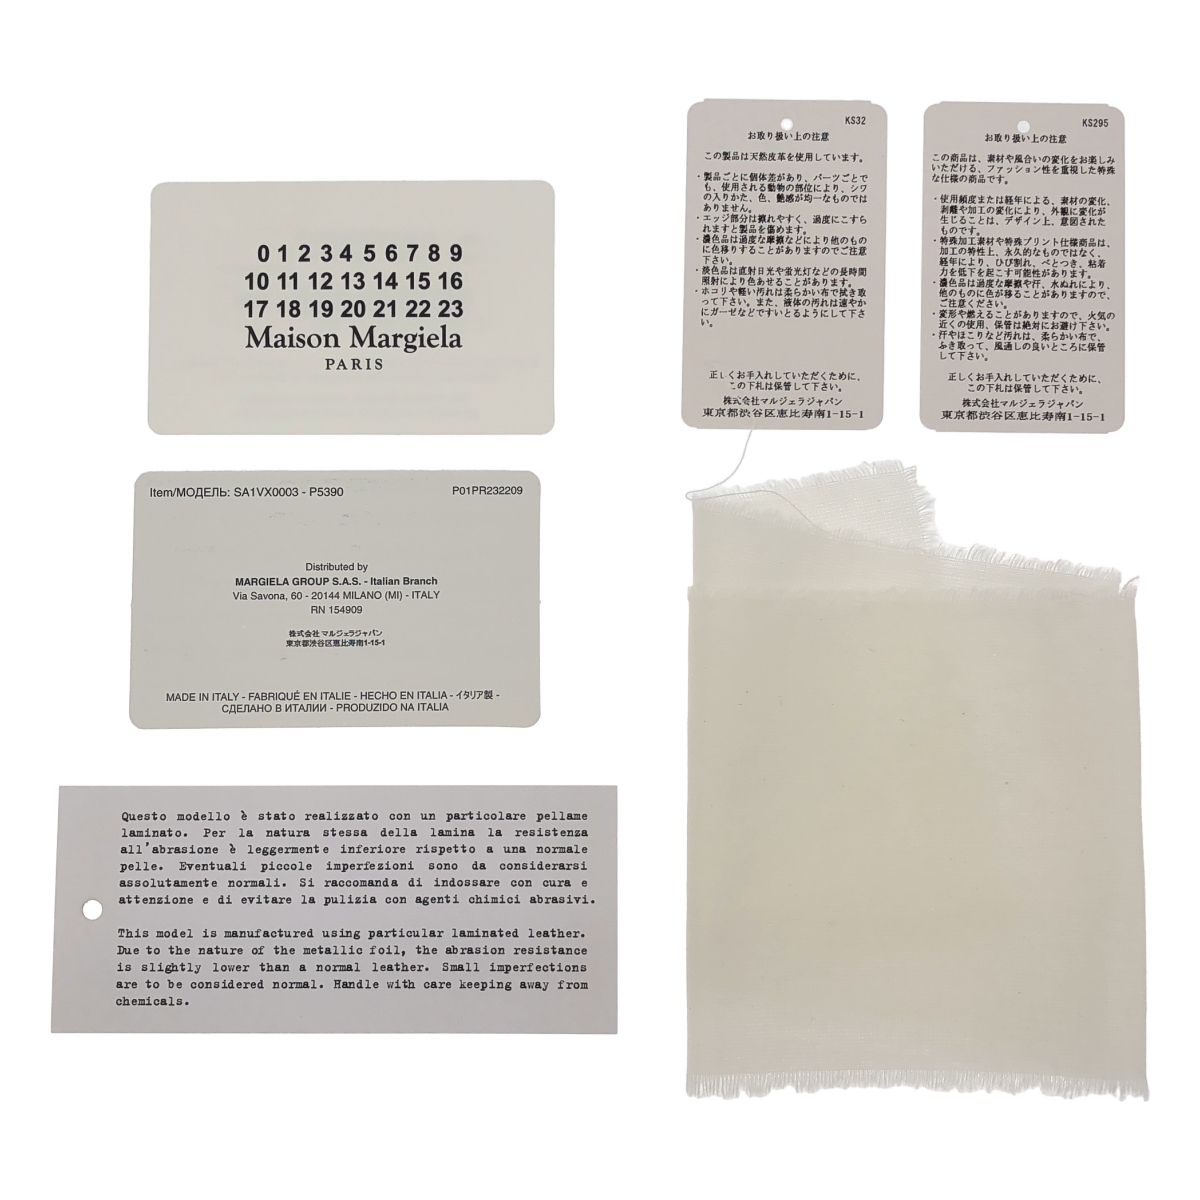 0 1 2 3 4 5 6 7 8 9
10 11 12 13 14 15 16
17 18 19 20 21 22 23
Maison Margiela
PARIS
Item/МОДЕЛЬ: SA1VX0003 - P5390
P01PR232209
Distributed by
MARGIELA GROUP S.A.S. - Italian Branch
Via Savona, 60 - 20144 MILANO (MI) - ITALY
RN 154909
株式会社 マルジェラジャパン
東京都渋谷区恵比寿南1-15-1
MADE IN ITALY - FABRIQUÉ EN ITALIE - HECHO EN ITALIA - イタリア製 -
СДЕЛАНО В ИТАЛИИ - PRODUZIDO NA ITALIA
Questo modello è stato realizzato con un particolare pellame
laminato. Per la natura stessa della lamina la resistenza
all'abrasione è leggermente inferiore rispetto a una normale
pelle. Eventuali piccole imperfezioni sono da considerarsi
assolutamente normali. Si raccomanda di indossare con cura e
attenzione e di evitare la pulizia con agenti chimici abrasivi.
This model is manufactured using particular laminated leather.
Due to the nature of the metallic foil, the abrasion resistance
is slightly lower than a normal leather. Small imperfections
are to be considered normal. Handle with care keeping away from
chemicals.
KS32
お取り扱い上の注意
この製品は天然皮革を使用しています。
・製品ごとに個体差があり、パーツごとで
も、使用される動物の部位により、シワ
の入りかた、色、艶感が均一なものでは
ありません。
・エッジ部分は擦れやすく、過度にこすら
れますと製品を傷めます。
・濃色品は過度な摩擦などにより他のもの
に色移りすることがありますのでご注意
下さい。
・淡色品は直射日光や蛍光灯などの長時間
照射により色あせることがあります。
・ホコリや軽い汚れは柔らかい布で拭き取
って下さい。また、液体の汚れは速やか
にガーゼなどですいとるようにして下さ
い。
正しくお手入れしていただくために、
この下札は保管して下さい。
株式会社マルジェラジャパン
東京都渋谷区恵比寿南1-15-1
KS295
お取り扱い上の注意
この商品は、素材や風合いの変化をお楽しみ
いただける、ファッション性を重視した特殊
な仕様の商品です。
・使用頻度または経年による、素材の変化、
剥離や加工の変化により、外観に変化が
生じることは、デザイン上、意図された
ものです。
・特殊加工素材や特殊プリント仕様商品は、
加工の特性上、永久的なものではなく、
経年により、ひび割れ、べとつき、粘着
力を低下を起こす可能性があります。
・濃色品は過度な摩擦や汗、水ぬれにより、
他のものに色が移ることがありますので、
ご注意ください。
・変形や燃えることがありますので、火気の
近くの使用、保管は絶対にお避け下さい。
・汗やほこりなど汚れは、柔らかい布で、
ふき取って、風通しの良いところに保管
して下さい。
正しくお手入れしていただくために、
この下札は保管して下さい。
株式会社マルジェラジャパン
東京都渋谷区恵比寿南1-15-1